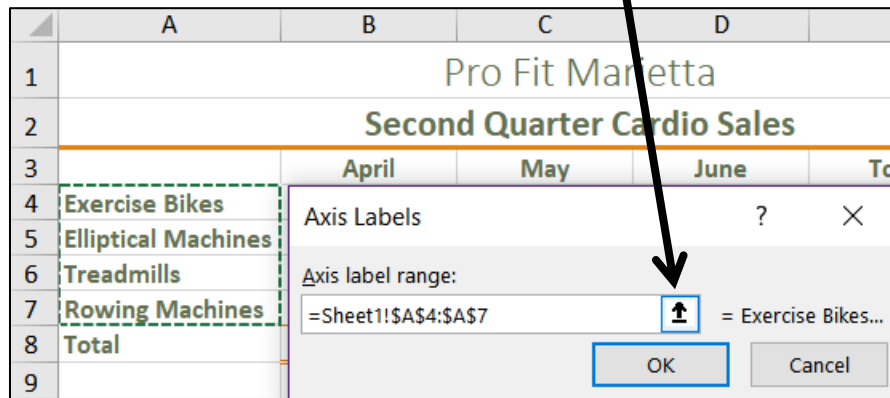 A B C D
1 Pro Fit Marietta
2 Second Quarter Cardio Sales
3 April May June To
4 Exercise Bikes
5 Elliptical Machines
6 Treadmills
7 Rowing Machines
8 Total
9
Axis Labels ? ×
Axis label range:
=Sheet1!$A$4:$A$7 = Exercise Bikes...
OK Cancel